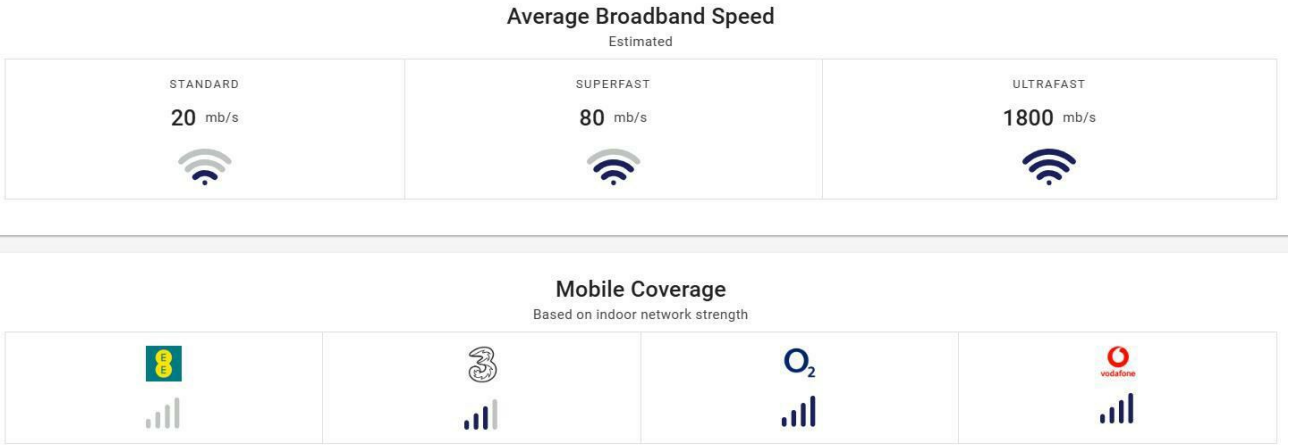 Average Broadband Speed
Estimated
STANDARD
20 mb/s
SUPERFAST
80 mb/s
ULTRAFAST
1800 mb/s
Mobile Coverage
Based on indoor network strength
E
E
3
O2
vodafone